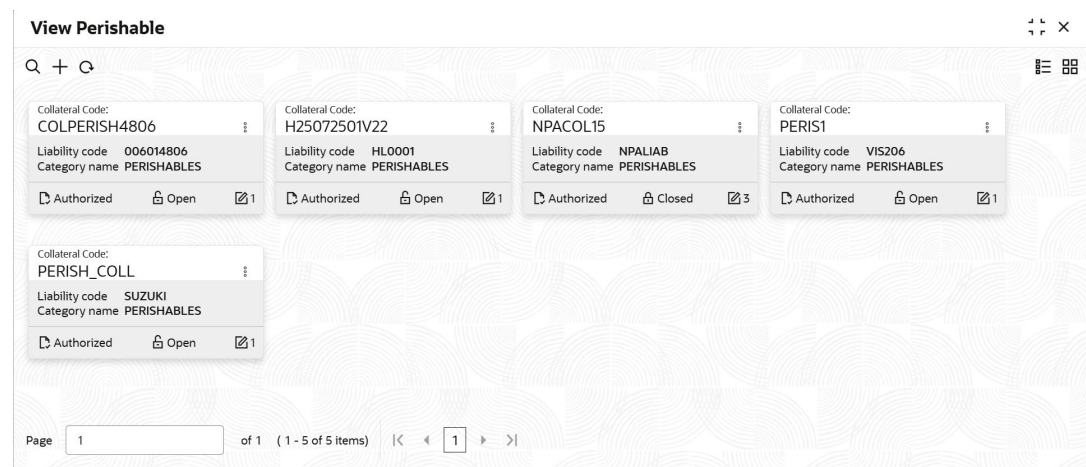 View Perishable
Collateral Code:
COLPERISH4806
Liability code 006014806
Category name PERISHABLES
Authorized Open 1
Collateral Code:
H25072501V22
Liability code HL0001
Category name PERISHABLES
Authorized Open 1
Collateral Code:
NPACOL15
Liability code NPALIAB
Category name PERISHABLES
Authorized Closed 3
Collateral Code:
PERIS1
Liability code VIS206
Category name PERISHABLES
Authorized Open 1
Collateral Code:
PERISH_COLL
Liability code SUZUKI
Category name PERISHABLES
Authorized Open 1
Page 1 of 1 ( 1 - 5 of 5 items) 1